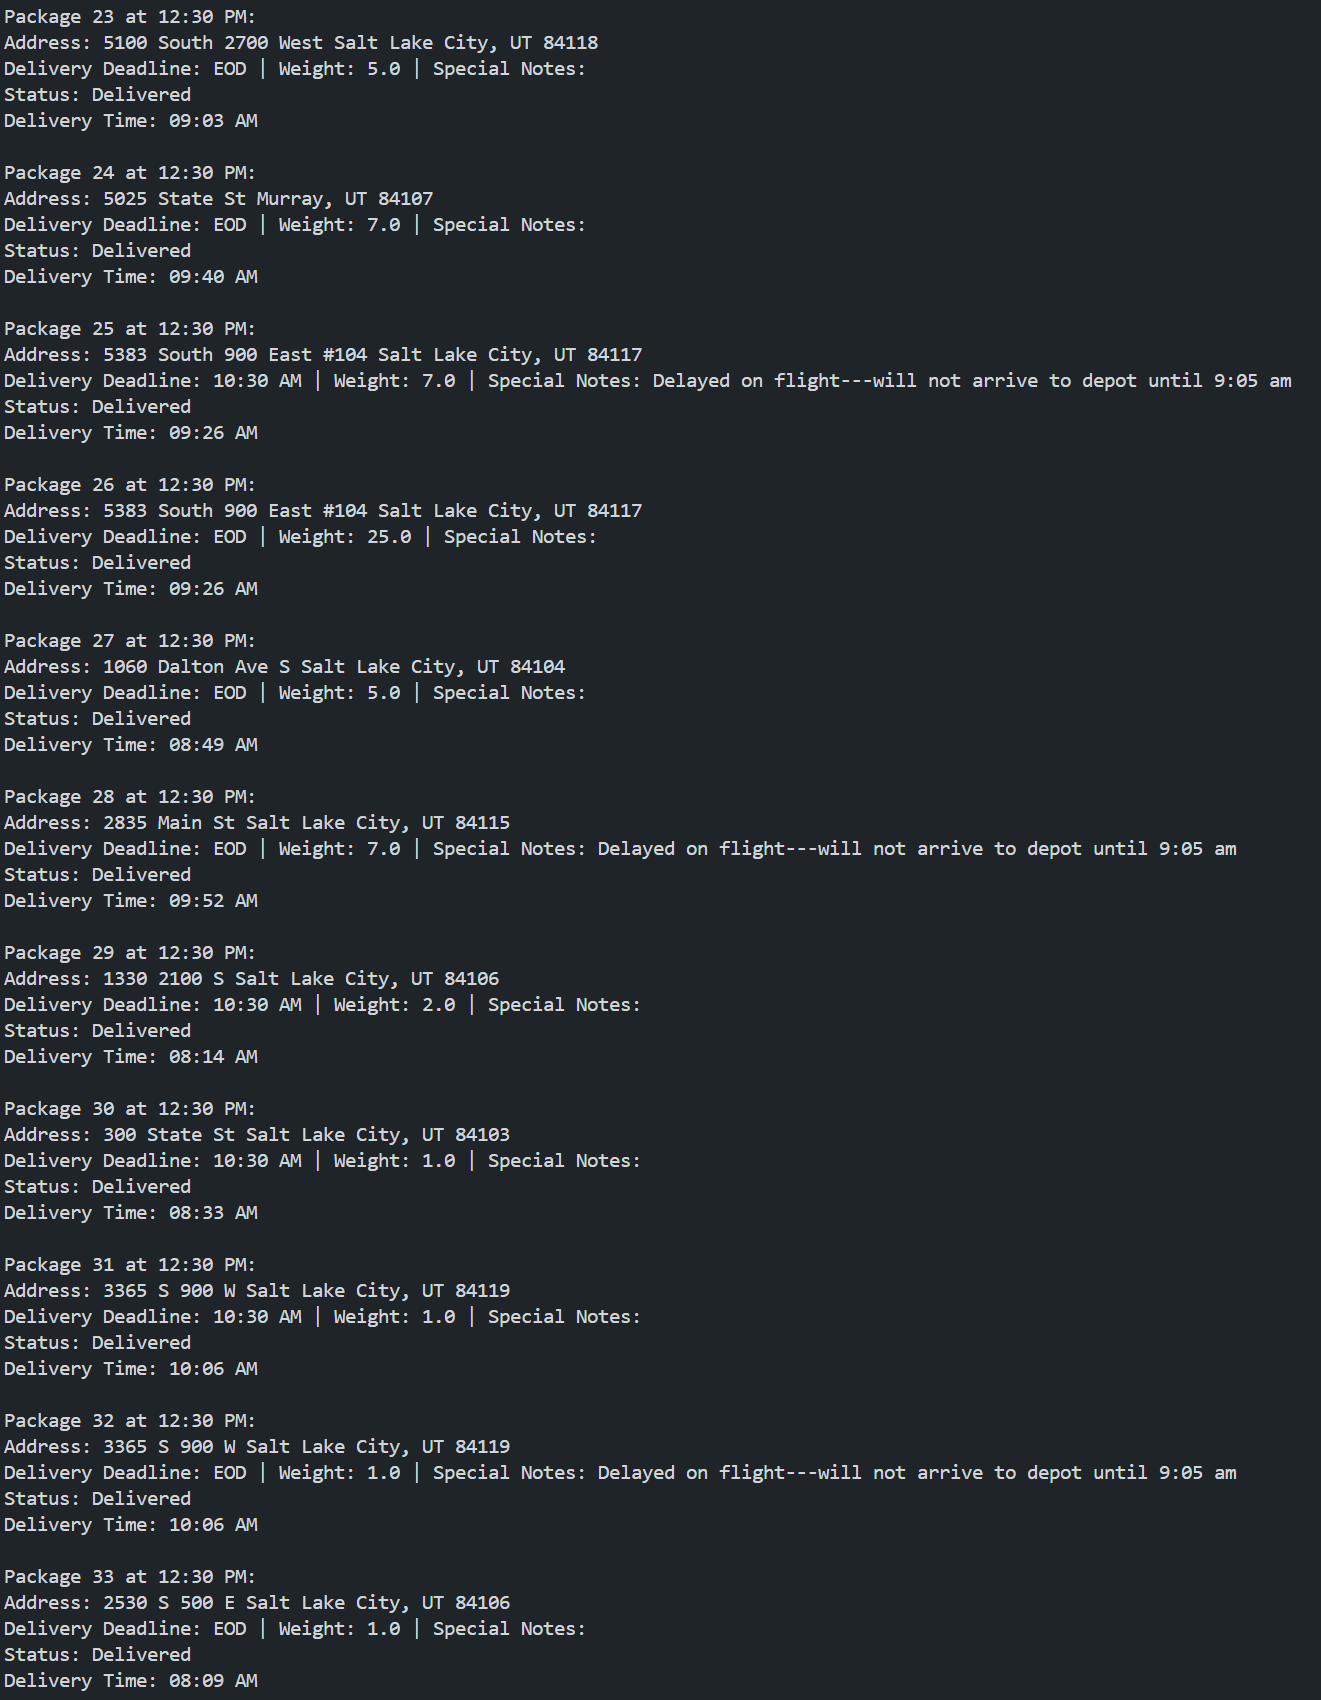 Package 23 at 12:30 PM:
Address: 5100 South 2700 West Salt Lake City, UT 84118
Delivery Deadline: EOD | Weight: 5.0 | Special Notes:
Status: Delivered
Delivery Time: 09:03 AM

Package 24 at 12:30 PM:
Address: 5025 State St Murray, UT 84107
Delivery Deadline: EOD | Weight: 7.0 | Special Notes:
Status: Delivered
Delivery Time: 09:40 AM

Package 25 at 12:30 PM:
Address: 5383 South 900 East #104 Salt Lake City, UT 84117
Delivery Deadline: 10:30 AM | Weight: 7.0 | Special Notes: Delayed on flight---will not arrive to depot until 9:05 am
Status: Delivered
Delivery Time: 09:26 AM

Package 26 at 12:30 PM:
Address: 5383 South 900 East #104 Salt Lake City, UT 84117
Delivery Deadline: EOD | Weight: 25.0 | Special Notes:
Status: Delivered
Delivery Time: 09:26 AM

Package 27 at 12:30 PM:
Address: 1060 Dalton Ave S Salt Lake City, UT 84104
Delivery Deadline: EOD | Weight: 5.0 | Special Notes:
Status: Delivered
Delivery Time: 08:49 AM

Package 28 at 12:30 PM:
Address: 2835 Main St Salt Lake City, UT 84115
Delivery Deadline: EOD | Weight: 7.0 | Special Notes: Delayed on flight---will not arrive to depot until 9:05 am
Status: Delivered
Delivery Time: 09:52 AM

Package 29 at 12:30 PM:
Address: 1330 2100 S Salt Lake City, UT 84106
Delivery Deadline: 10:30 AM | Weight: 2.0 | Special Notes:
Status: Delivered
Delivery Time: 08:14 AM

Package 30 at 12:30 PM:
Address: 300 State St Salt Lake City, UT 84103
Delivery Deadline: 10:30 AM | Weight: 1.0 | Special Notes:
Status: Delivered
Delivery Time: 08:33 AM

Package 31 at 12:30 PM:
Address: 3365 S 900 W Salt Lake City, UT 84119
Delivery Deadline: 10:30 AM | Weight: 1.0 | Special Notes:
Status: Delivered
Delivery Time: 10:06 AM

Package 32 at 12:30 PM:
Address: 3365 S 900 W Salt Lake City, UT 84119
Delivery Deadline: EOD | Weight: 1.0 | Special Notes: Delayed on flight---will not arrive to depot until 9:05 am
Status: Delivered
Delivery Time: 10:06 AM

Package 33 at 12:30 PM:
Address: 2530 S 500 E Salt Lake City, UT 84106
Delivery Deadline: EOD | Weight: 1.0 | Special Notes:
Status: Delivered
Delivery Time: 08:09 AM